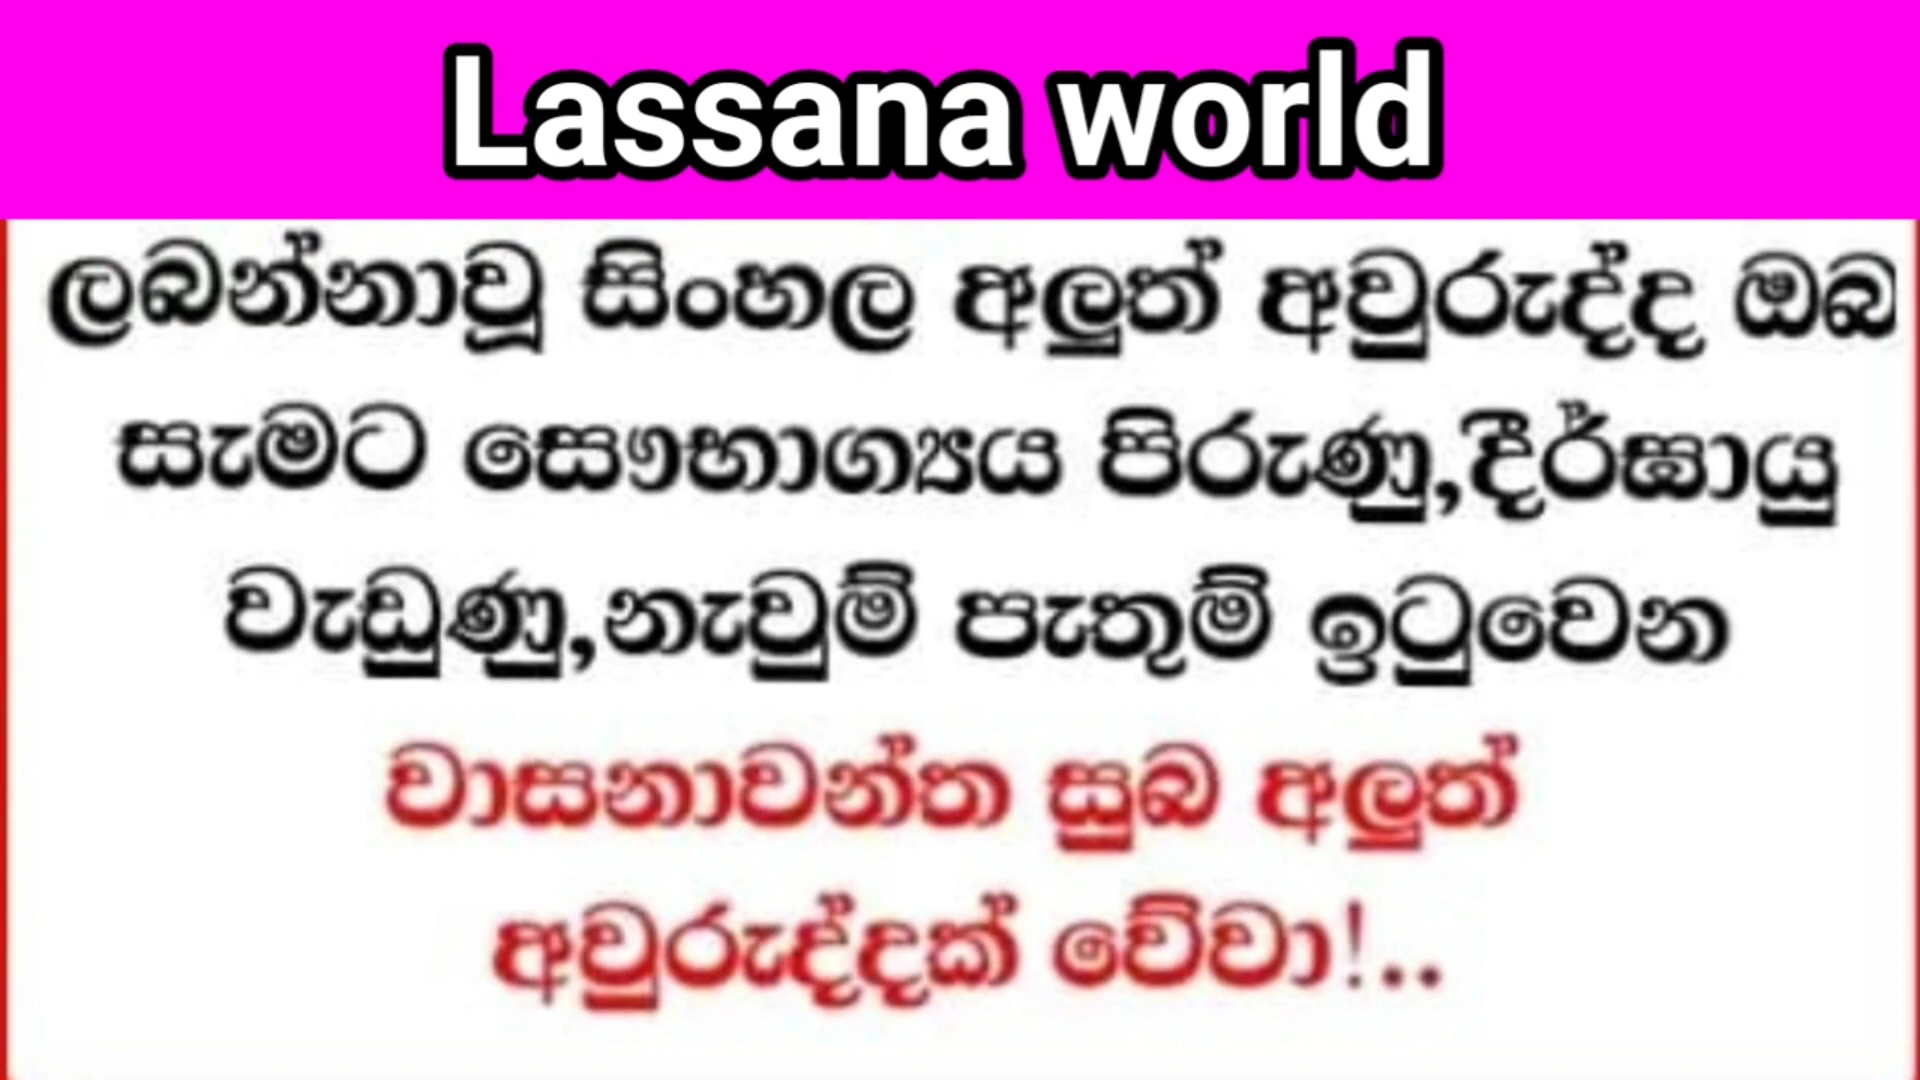 Lassana world
ලබන්නාවූ සිංහල අලුත් අවුරුද්ද ඔබ
සැමට සෞභාග්‍යය පිරුණු,දීර්ඝායු
වැඩුණු,නැවුම් පැතුම් ඉටුවෙන
වාසනාවන්ත සුබ අලුත්
අවුරුද්දක් වේවා!..